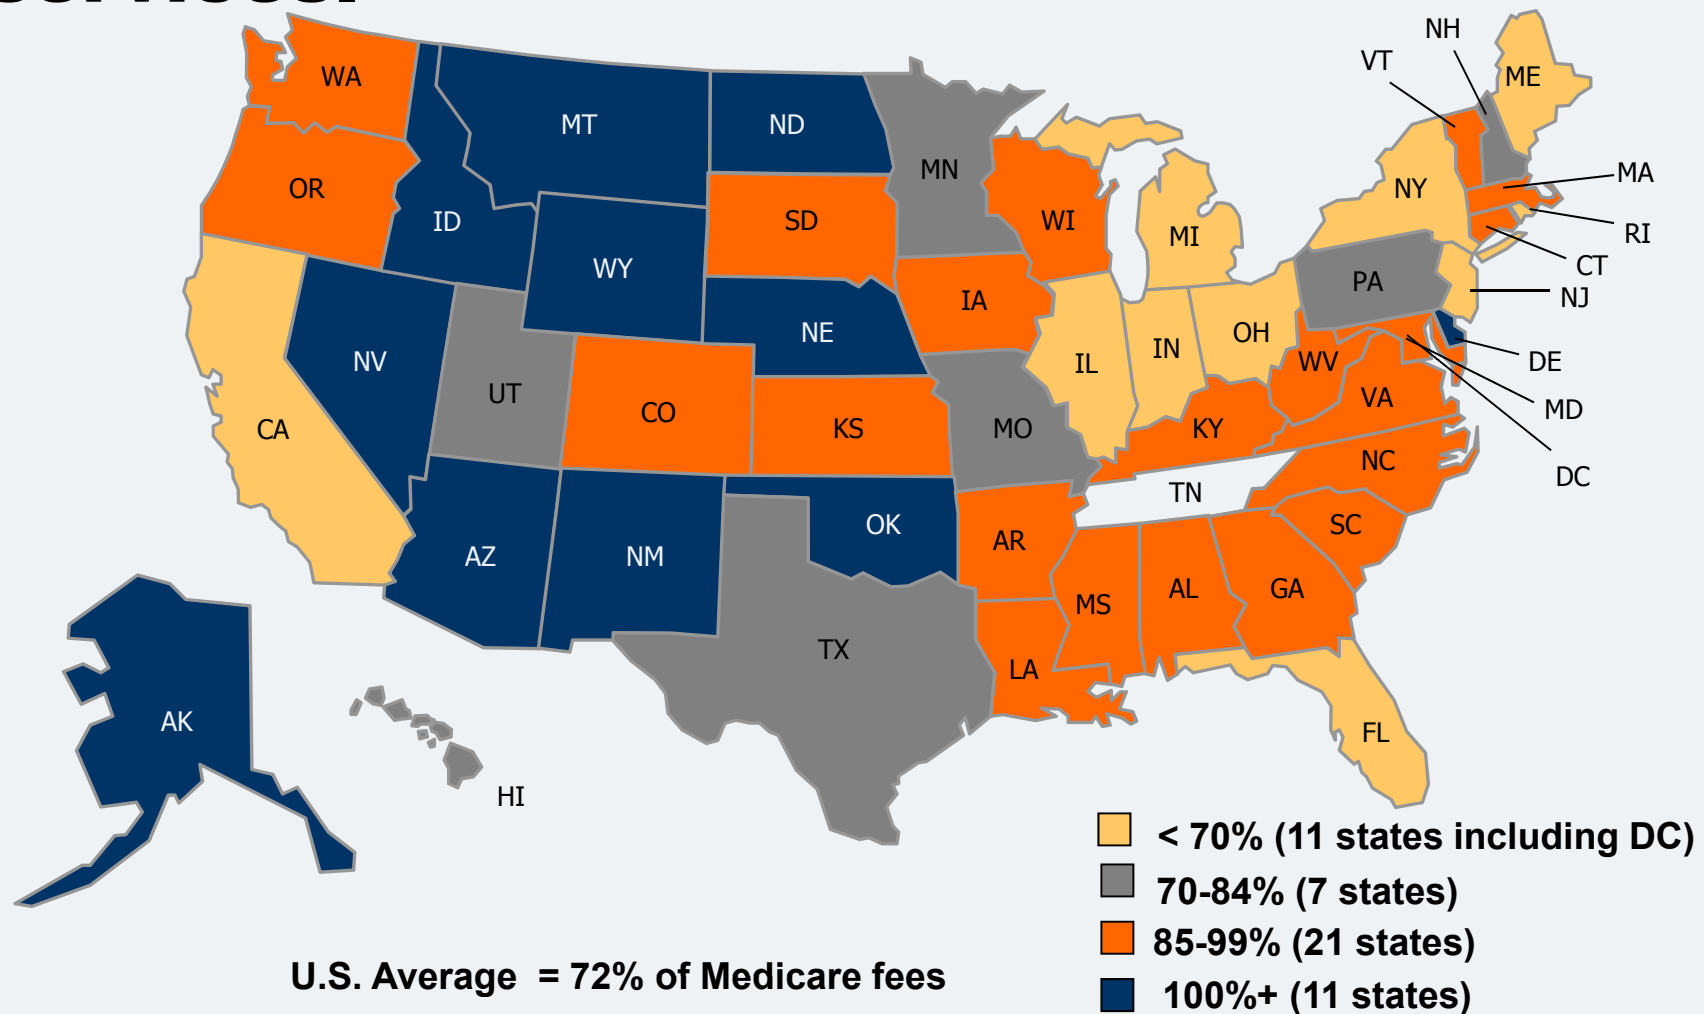 NH
VT
ME
WA
MT
ND
MN
OR
ID
SD
WI
NY
MA
MI
RI
WY
CT
PA
NJ
IA
NE
OH
IN
IL
WV
DE
NV
UT
CO
KS
MO
KY
VA
MD
CA
NC
DC
TN
OK
AR
SC
AZ
NM
MS
AL
GA
TX
LA
AK
FL
HI
< 70% (11 states including DC)
70-84% (7 states)
85-99% (21 states)
100%+ (11 states)
U.S. Average = 72% of Medicare fees